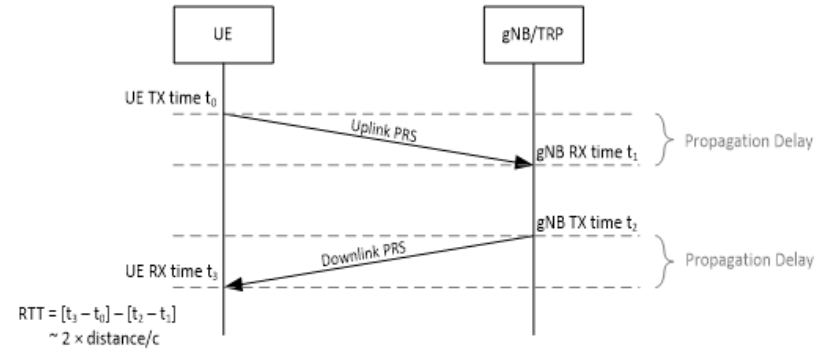 UE
gNB/TRP
UE TX time t₀
Uplink PRS
gNB RX time t₁
Propagation Delay
gNB TX time t₂
Downlink PRS
UE RX time t₃
Propagation Delay
RTT = [t₃ – t₀] – [t₂ – t₁]
~ 2 × distance/c